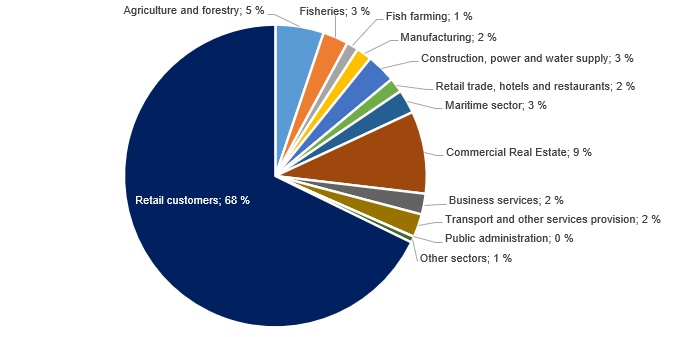 Agriculture and forestry; 5 %
Fisheries; 3 %
Fish farming; 1 %
Manufacturing; 2 %
Construction, power and water supply; 3 %
Retail trade, hotels and restaurants; 2 %
Maritime sector; 3 %
Commercial Real Estate; 9 %
Business services; 2 %
Transport and other services provision; 2 %
Public administration; 0 %
Other sectors; 1 %
Retail customers; 68 %